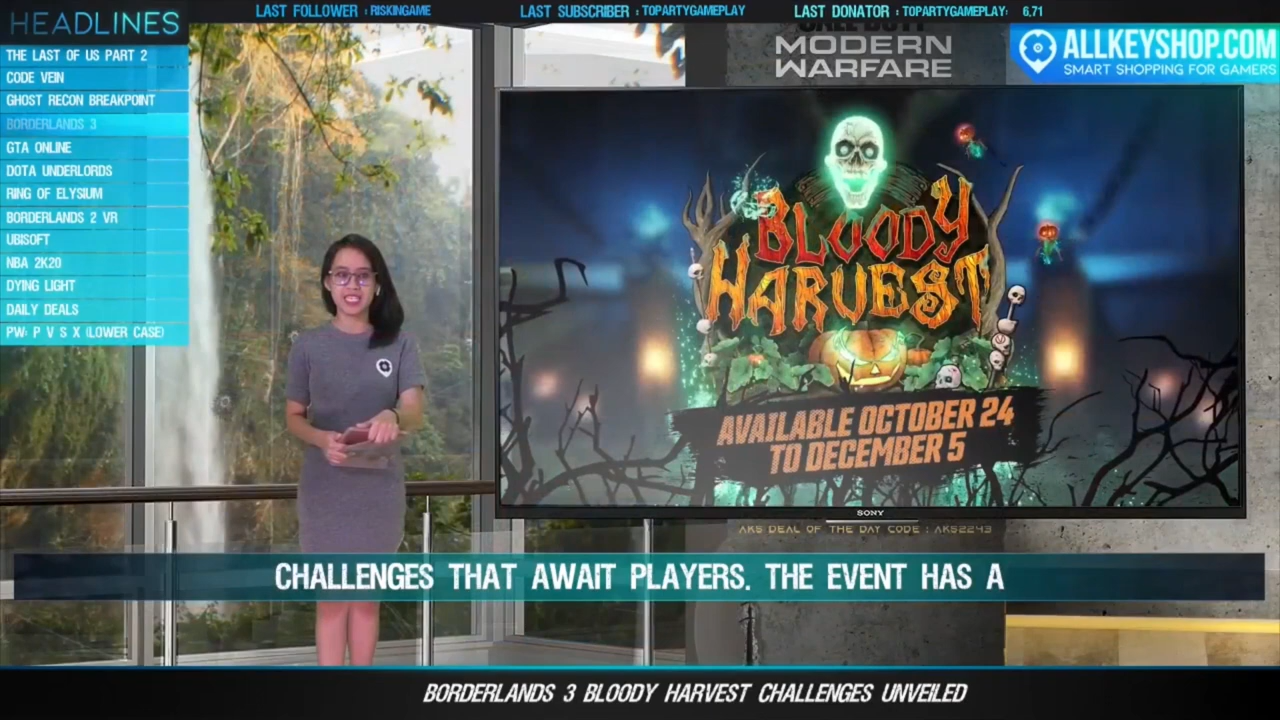 HEADLINES
LAST FOLLOWER : RISKINGAME
LAST SUBSCRIBER : TOPARTYGAMEPLAY
LAST DONATOR : TOPARTYGAMEPLAY: 6,71
THE LAST OF US PART 2
CODE VEIN
GHOST RECON BREAKPOINT
BORDERLANDS 3
GTA ONLINE
DOTA UNDERLORDS
RING OF ELYSIUM
BORDERLANDS 2 VR
UBISOFT
NBA 2K20
DYING LIGHT
DAILY DEALS
PW: P V S X (LOWER CASE)
CALL OF DUTY
MODERN
WARFARE
ALLKEYSHOP.COM
SMART SHOPPING FOR GAMERS
BLOODY
HARVEST
AVAILABLE OCTOBER 24
TO DECEMBER 5
SONY
AKS DEAL OF THE DAY CODE : AKS2243
CHALLENGES THAT AWAIT PLAYERS. THE EVENT HAS A
BORDERLANDS 3 BLOODY HARVEST CHALLENGES UNVEILED